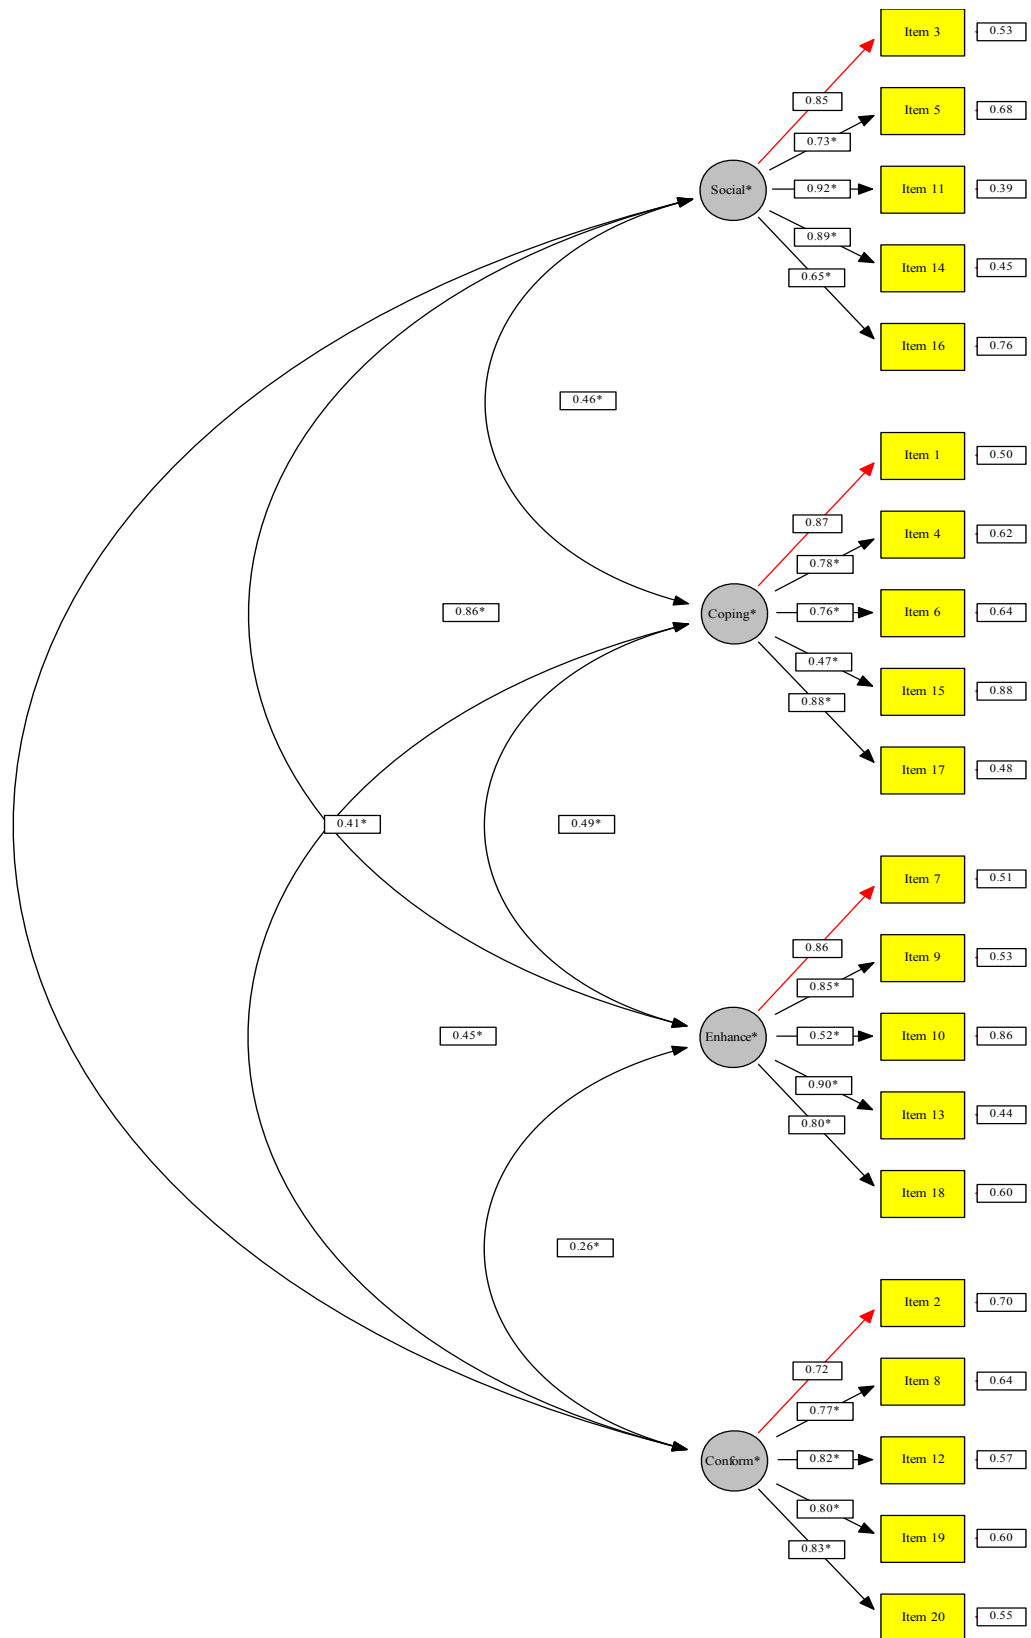 Item 3
0.53
0.85
Item 5
0.68
0.73*
Social*
0.92*
Item 11
0.39
0.89*
Item 14
0.45
0.65*
Item 16
0.76
0.46*
Item 1
0.50
0.87
Item 4
0.62
0.78*
Coping*
0.76*
Item 6
0.64
0.86*
0.47*
Item 15
0.88
0.88*
Item 17
0.48
0.41*
0.49*
Item 7
0.51
0.86
Item 9
0.53
0.85*
0.45*
Enhance*
0.52*
Item 10
0.86
0.90*
Item 13
0.44
0.80*
Item 18
0.60
0.26*
Item 2
0.70
0.72
Item 8
0.64
0.77*
Conform*
0.82*
Item 12
0.57
0.80*
Item 19
0.60
0.83*
Item 20
0.55